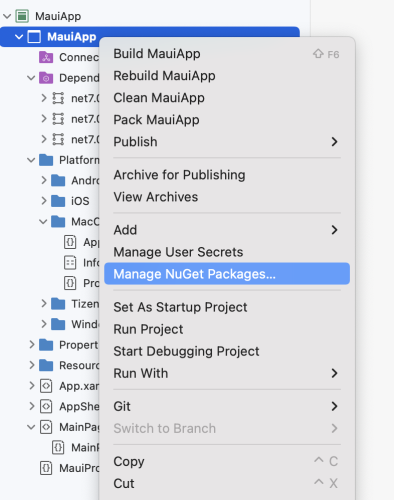 MauiApp
MauiApp
Build MauiApp
⇧ F6
Connec
Rebuild MauiApp
Depend
Clean MauiApp
net7.0
Pack MauiApp
net7.0
Publish
net7.0
Platform
Archive for Publishing
Andro
View Archives
iOS
MacC
Add
App
Manage User Secrets
Info
Manage NuGet Packages...
Pro
Tizen
Set As Startup Project
Windo
Run Project
Propert
Start Debugging Project
Resourc
Run With
App.xar
AppShe
Git
MainPag
Switch to Branch
MainP
Copy
^ C
MauiPro
Cut
^ X